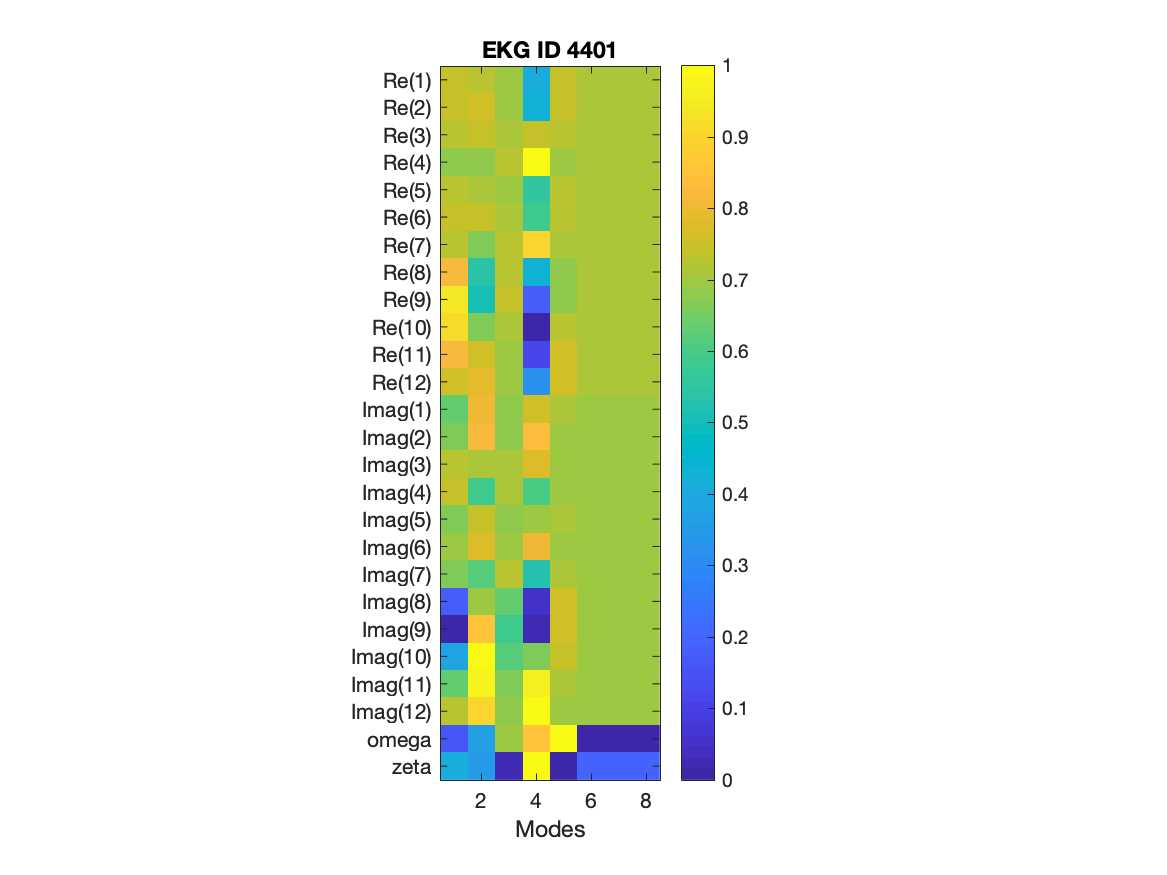 EKG ID 4401
Re(1)
Re(2)
Re(3)
Re(4)
Re(5)
Re(6)
Re(7)
Re(8)
Re(9)
Re(10)
Re(11)
Re(12)
Imag(1)
Imag(2)
Imag(3)
Imag(4)
Imag(5)
Imag(6)
Imag(7)
Imag(8)
Imag(9)
Imag(10)
Imag(11)
Imag(12)
omega
zeta
2 4 6 8
Modes
1
0.9
0.8
0.7
0.6
0.5
0.4
0.3
0.2
0.1
0